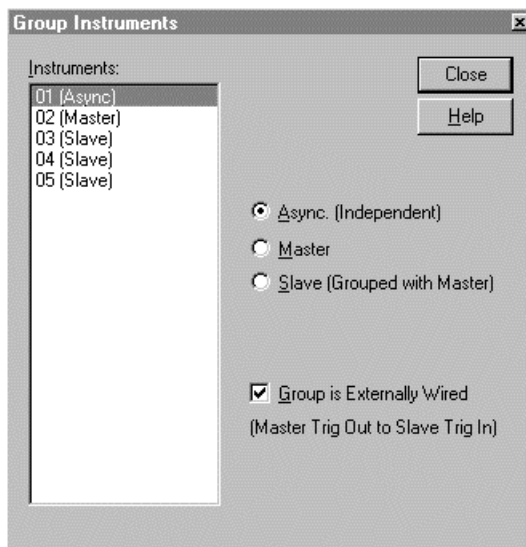 Group Instruments
Instruments:
01 (Async)
02 (Master)
03 (Slave)
04 (Slave)
05 (Slave)
Close
Help
Async. (Independent)
Master
Slave (Grouped with Master)
Group is Externally Wired
(Master Trig Out to Slave Trig In)